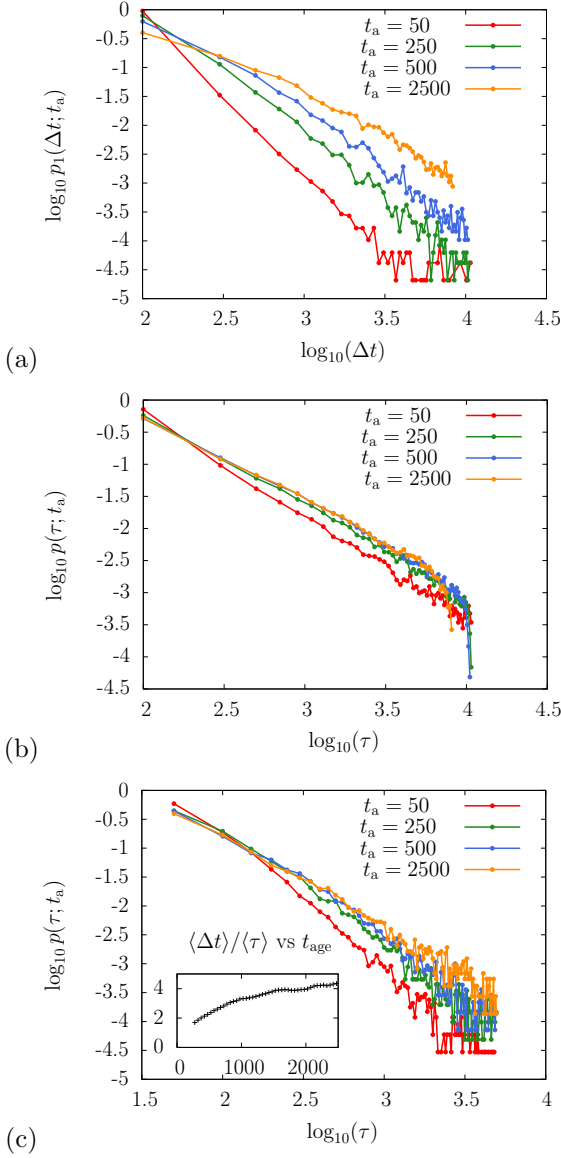 0
-0.5
-1
-1.5
-2
-2.5
-3
-3.5
-4
-4.5
-5
2
2.5
3
3.5
4
4.5
log₁₀ p₁(Δt; tₐ)
log₁₀(Δt)
tₐ = 50
tₐ = 250
tₐ = 500
tₐ = 2500
(a)
0
-0.5
-1
-1.5
-2
-2.5
-3
-3.5
-4
-4.5
2
2.5
3
3.5
4
4.5
log₁₀ p(τ; tₐ)
log₁₀(τ)
tₐ = 50
tₐ = 250
tₐ = 500
tₐ = 2500
(b)
0
-0.5
-1
-1.5
-2
-2.5
-3
-3.5
-4
-4.5
-5
1.5
2
2.5
3
3.5
4
log₁₀ p(τ; tₐ)
log₁₀(τ)
tₐ = 50
tₐ = 250
tₐ = 500
tₐ = 2500
⟨Δt⟩/⟨τ⟩ vs t_age
4
2
0
0
1000
2000
(c)